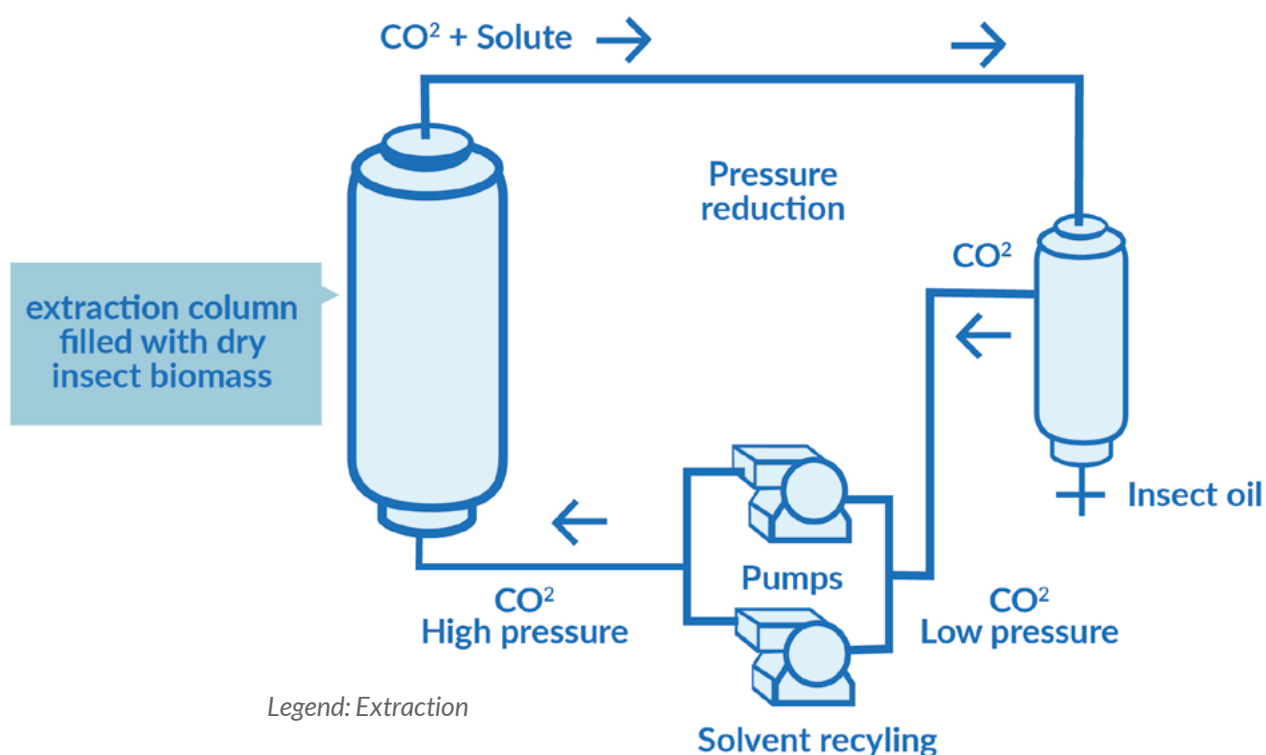 CO² + Solute
Pressure
reduction
CO²
extraction column
filled with dry
insect biomass
Insect oil
Pumps
CO²
High pressure
CO²
Low pressure
Legend: Extraction
Solvent recyling